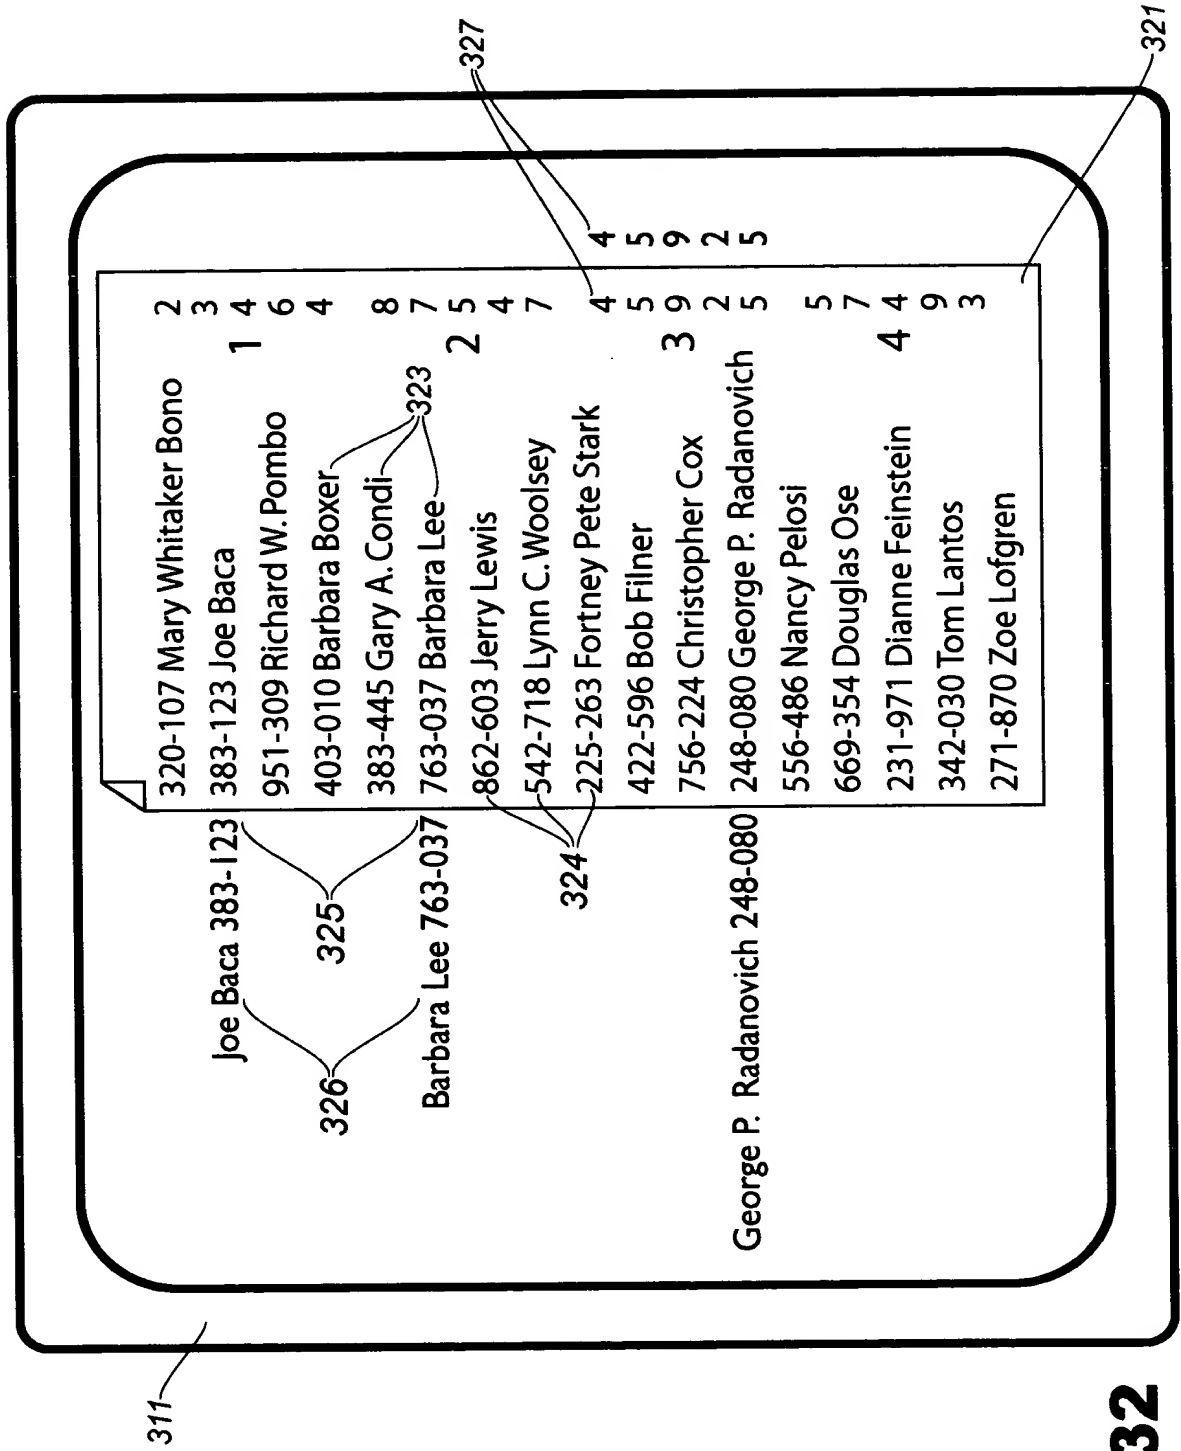 311
320-107 Mary Whitaker Bono 2
3
Joe Baca 383-123 383-123 Joe Baca 1 4
951-309 Richard W. Pombo 6
403-010 Barbara Boxer 4
326 325
383-445 Gary A. Condi 8
323
Barbara Lee 763-037 763-037 Barbara Lee 7
2 5
327
862-603 Jerry Lewis 4
542-718 Lynn C. Woolsey 7
324
225-263 Fortney Pete Stark 4 4
422-596 Bob Filner 5 5
756-224 Christopher Cox 3 9 9
2 2
George P. Radanovich 248-080 248-080 George P. Radanovich 5 5
556-486 Nancy Pelosi 5
669-354 Douglas Ose 7
231-971 Dianne Feinstein 4 4
342-030 Tom Lantos 9
271-870 Zoe Lofgren 3
321
32